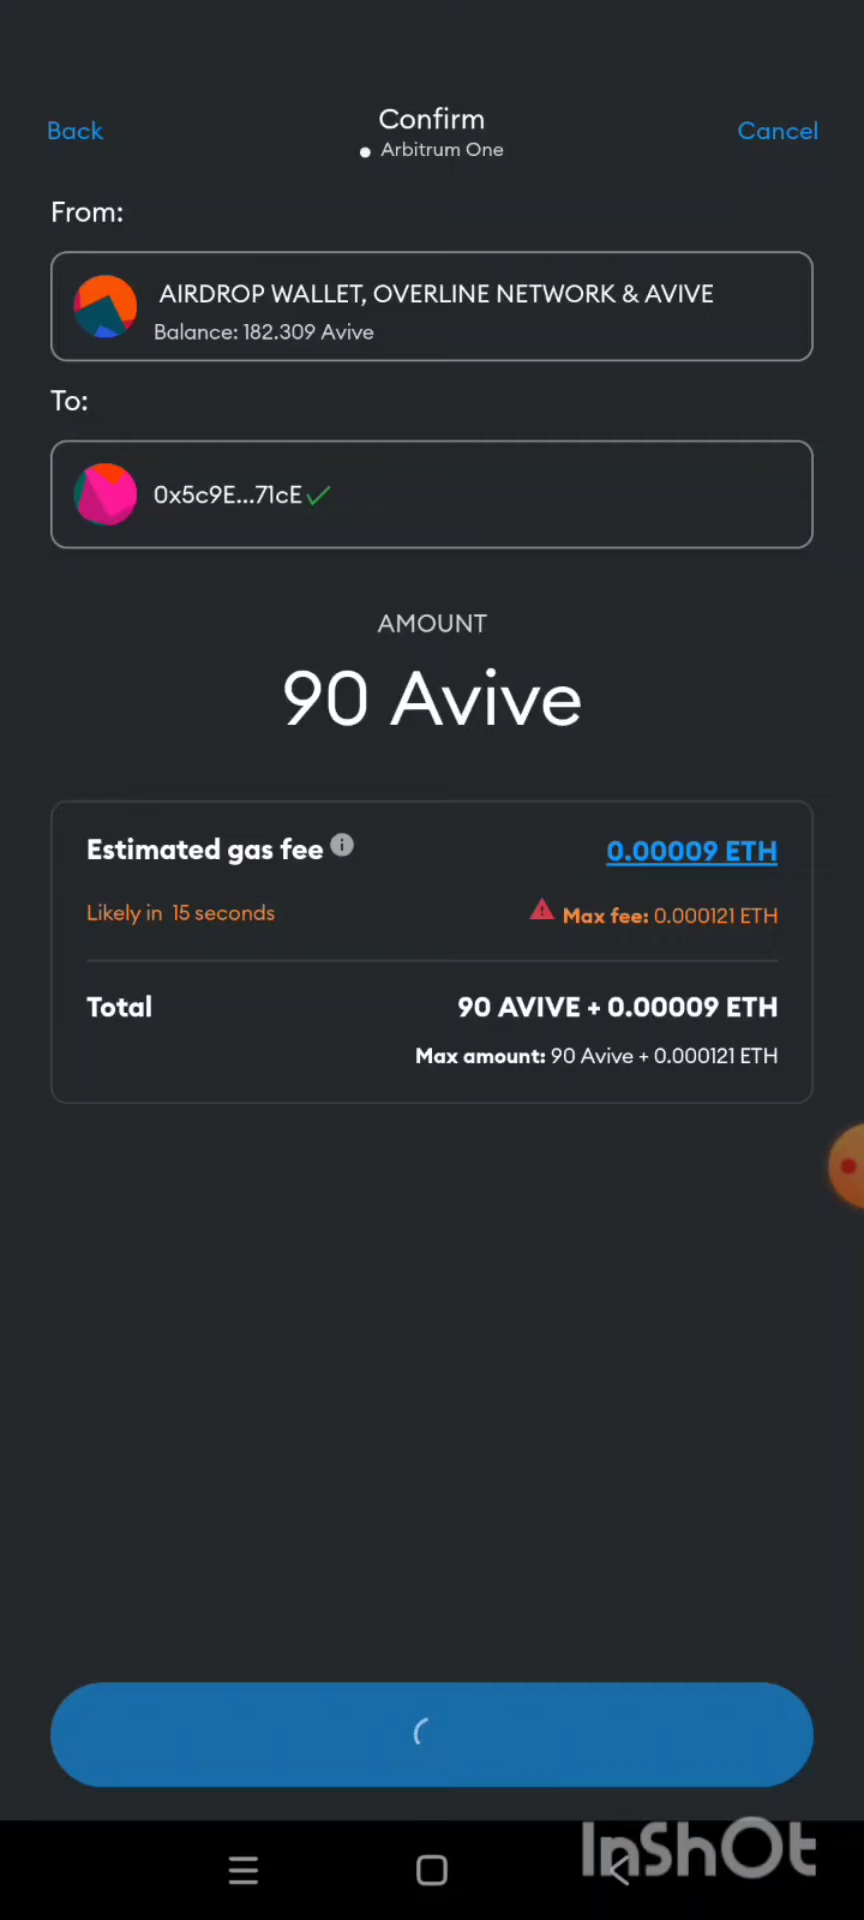 Back
Confirm
Cancel
Arbitrum One
From:
AIRDROP WALLET, OVERLINE NETWORK & AVIVE
Balance: 182.309 Avive
To:
0x5c9E...71cE
AMOUNT
90 Avive
Estimated gas fee
0.00009 ETH
Likely in 15 seconds
Max fee: 0.000121 ETH
Total
90 AVIVE + 0.00009 ETH
Max amount: 90 Avive + 0.000121 ETH
InShOt